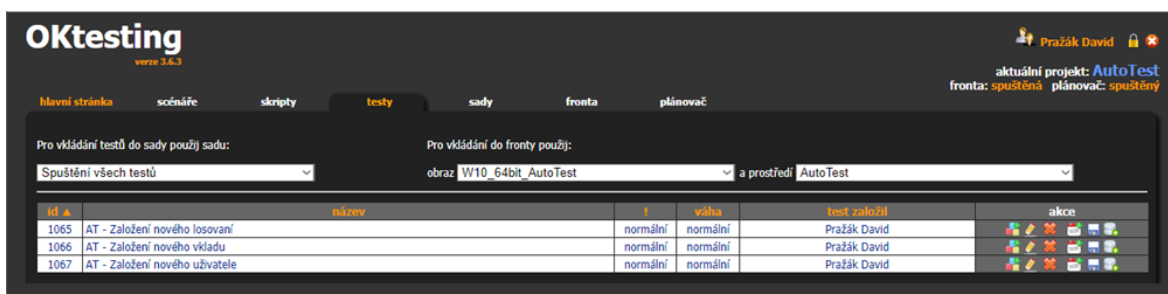 OKtesting
verze 3.6.3
Pražák David
aktuální projekt: AutoTest
fronta: spuštěná plánovač: spuštěný
hlavní stránka scénáře skripty testy sady fronta plánovač
Pro vkládání testů do sady použij sadu: Pro vkládání do fronty použij:
Spuštění všech testů obraz W10_64bit_AutoTest a prostředí AutoTest
id ▲ název ! váha test založil akce
1065 AT - Založení nového losovaní normální normální Pražák David
1066 AT - Založení nového vkladu normální normální Pražák David
1067 AT - Založení nového uživatele normální normální Pražák David